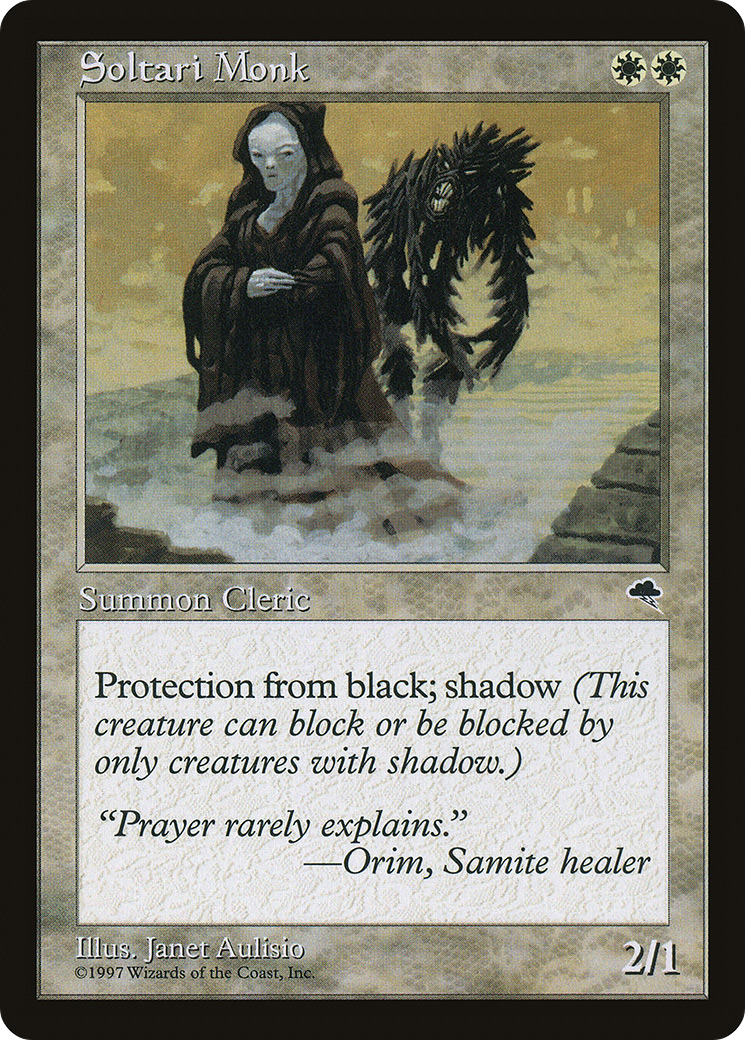 Soltari Monk
Summon Cleric
Protection from black; shadow (This
creature can block or be blocked by
only creatures with shadow.)
“Prayer rarely explains.”
—Orim, Samite healer
Illus. Janet Aulisio
©1997 Wizards of the Coast, Inc.
2/1